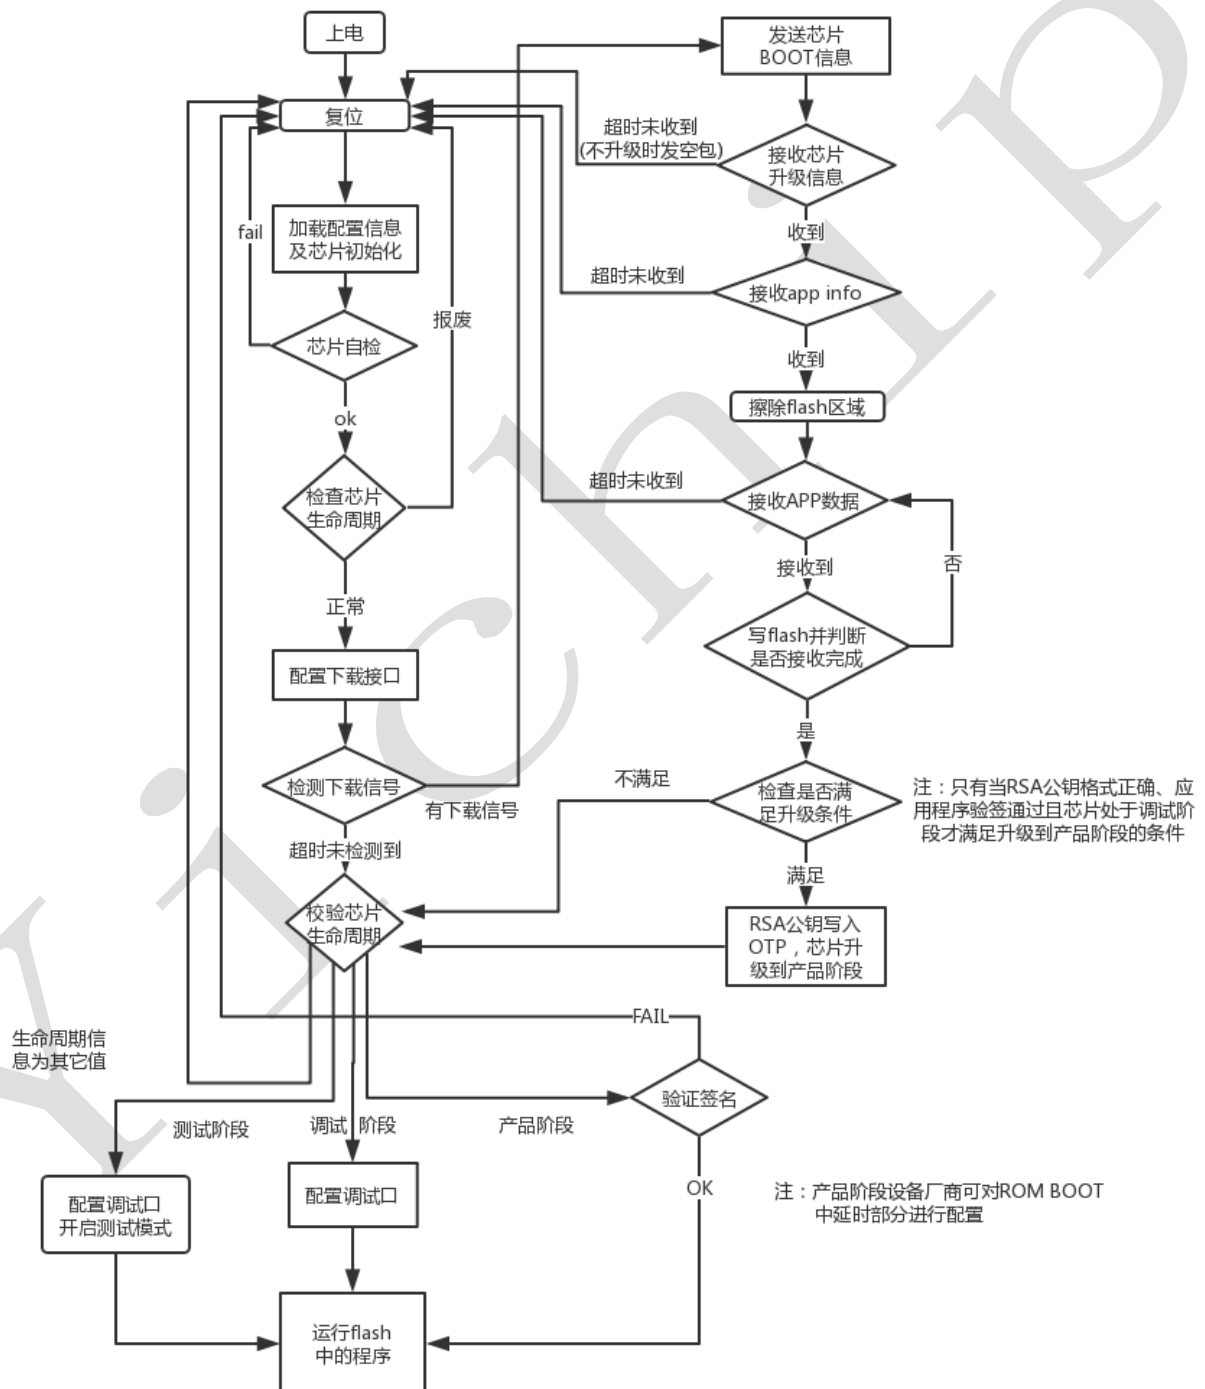 上电
复位
加载配置信息
及芯片初始化
fail
芯片自检
报废
ok
检查芯片
生命周期
正常
配置下载接口
检测下载信号
有下载信号
超时未检测到
校验芯片
生命周期
发送芯片
BOOT信息
超时未收到
(不升级时发空包)
接收芯片
升级信息
收到
超时未收到
接收app info
收到
擦除flash区域
超时未收到
接收APP数据
接收到
否
写flash并判断
是否接收完成
是
不满足
检查是否满
足升级条件
注：只有当RSA公钥格式正确、应
用程序验签通过且芯片处于调试阶
段才满足升级到产品阶段的条件
满足
RSA公钥写入
OTP，芯片升
级到产品阶段
FAIL
生命周期信
息为其它值
验证签名
测试阶段
调试 阶段
产品阶段
配置调试口
开启测试模式
配置调试口
OK
注：产品阶段设备厂商可对ROM BOOT
中延时部分进行配置
运行flash
中的程序
Yichip